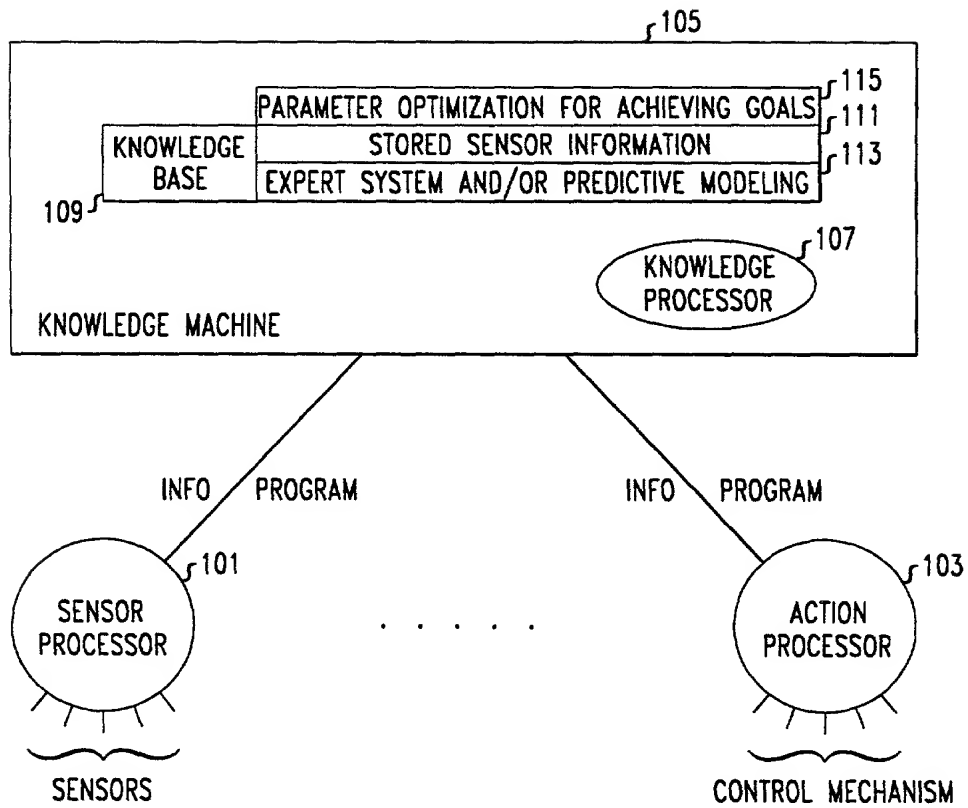 105
115
PARAMETER OPTIMIZATION FOR ACHIEVING GOALS
111
KNOWLEDGE BASE
STORED SENSOR INFORMATION
113
EXPERT SYSTEM AND/OR PREDICTIVE MODELING
109
107
KNOWLEDGE
PROCESSOR
KNOWLEDGE MACHINE
INFO PROGRAM
INFO PROGRAM
101
SENSOR
PROCESSOR
103
ACTION
PROCESSOR
SENSORS
CONTROL MECHANISM